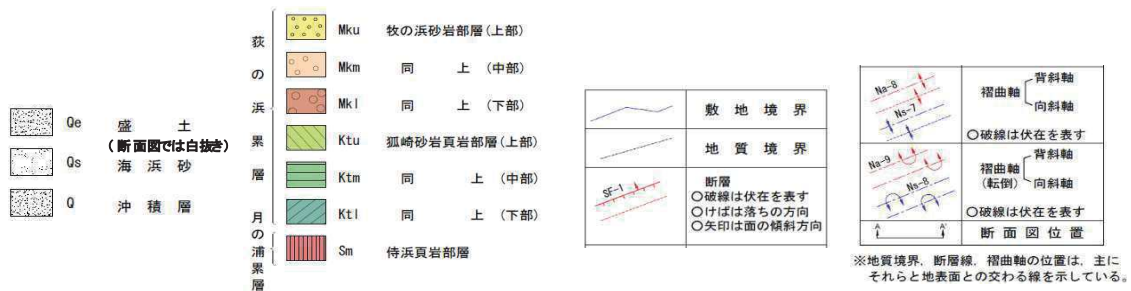 Qe 盛土
(断面図では白抜き)
Qs 海浜砂
Q 沖積層
荻の浜累層
月の浦累層
Mku 牧の浜砂岩部層(上部)
Mkm 同上(中部)
Mkl 同上(下部)
Ktu 狐崎砂岩頁岩部層(上部)
Ktm 同上(中部)
Ktl 同上(下部)
Sm 侍浜頁岩部層
敷地境界
地質境界
SF-1
断層
○破線は伏在を表す
○けばは落ちの方向
○矢印は面の傾斜方向
Na-8
Ns-7
褶曲軸
背斜軸
向斜軸
○破線は伏在を表す
Na-9
Ns-8
褶曲軸
(転倒)
背斜軸
向斜軸
○破線は伏在を表す
A A'
断面図位置
※地質境界,断層線,褶曲軸の位置は,主に
それらと地表面との交わる線を示している。